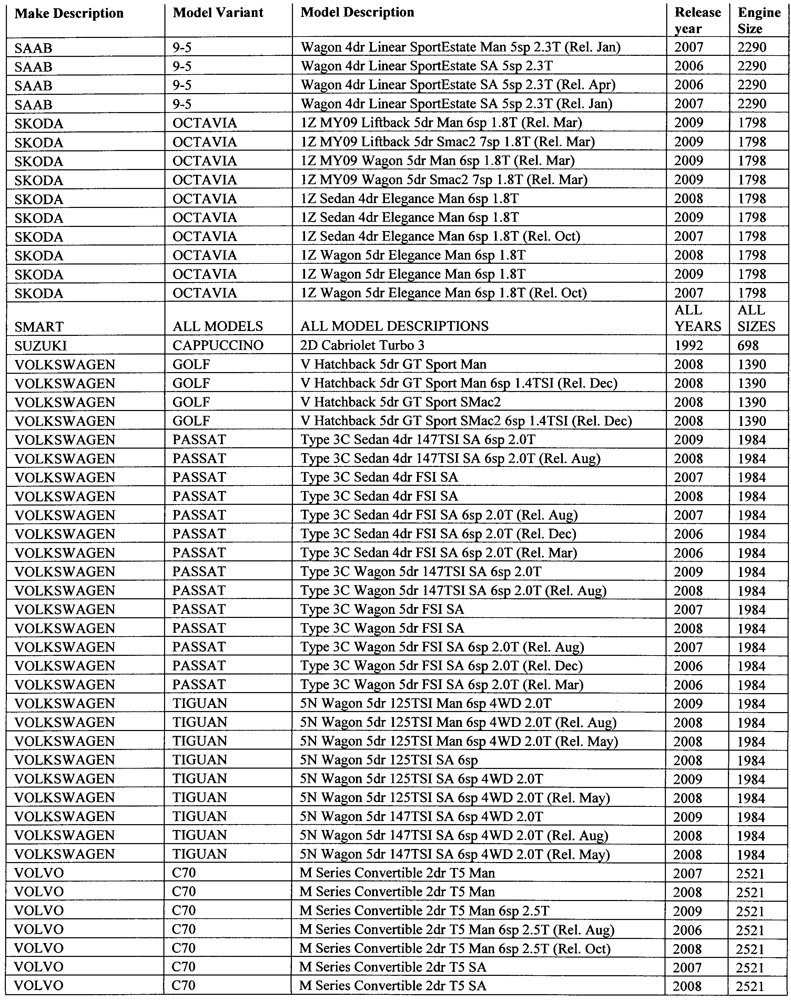 Make Description Model Variant Model Description Release year Engine Size
SAAB 9-5 Wagon 4dr Linear SportEstate Man 5sp 2.3T (Rel. Jan) 2007 2290
SAAB 9-5 Wagon 4dr Linear SportEstate SA 5sp 2.3T 2006 2290
SAAB 9-5 Wagon 4dr Linear SportEstate SA 5sp 2.3T (Rel. Apr) 2006 2290
SAAB 9-5 Wagon 4dr Linear SportEstate SA 5sp 2.3T (Rel. Jan) 2007 2290
SKODA OCTAVIA 1Z MY09 Liftback 5dr Man 6sp 1.8T (Rel. Mar) 2009 1798
SKODA OCTAVIA 1Z MY09 Liftback 5dr Smac2 7sp 1.8T (Rel. Mar) 2009 1798
SKODA OCTAVIA 1Z MY09 Wagon 5dr Man 6sp 1.8T (Rel. Mar) 2009 1798
SKODA OCTAVIA 1Z MY09 Wagon 5dr Smac2 7sp 1.8T (Rel. Mar) 2009 1798
SKODA OCTAVIA 1Z Sedan 4dr Elegance Man 6sp 1.8T 2008 1798
SKODA OCTAVIA 1Z Sedan 4dr Elegance Man 6sp 1.8T 2009 1798
SKODA OCTAVIA 1Z Sedan 4dr Elegance Man 6sp 1.8T (Rel. Oct) 2007 1798
SKODA OCTAVIA 1Z Wagon 5dr Elegance Man 6sp 1.8T 2008 1798
SKODA OCTAVIA 1Z Wagon 5dr Elegance Man 6sp 1.8T 2009 1798
SKODA OCTAVIA 1Z Wagon 5dr Elegance Man 6sp 1.8T (Rel. Oct) 2007 1798
SMART ALL MODELS ALL MODEL DESCRIPTIONS ALL YEARS ALL SIZES
SUZUKI CAPPUCCINO 2D Cabriolet Turbo 3 1992 698
VOLKSWAGEN GOLF V Hatchback 5dr GT Sport Man 2008 1390
VOLKSWAGEN GOLF V Hatchback 5dr GT Sport Man 6sp 1.4TSI (Rel. Dec) 2008 1390
VOLKSWAGEN GOLF V Hatchback 5dr GT Sport SMac2 2008 1390
VOLKSWAGEN GOLF V Hatchback 5dr GT Sport SMac2 6sp 1.4TSI (Rel. Dec) 2008 1390
VOLKSWAGEN PASSAT Type 3C Sedan 4dr 147TSI SA 6sp 2.0T 2009 1984
VOLKSWAGEN PASSAT Type 3C Sedan 4dr 147TSI SA 6sp 2.0T (Rel. Aug) 2008 1984
VOLKSWAGEN PASSAT Type 3C Sedan 4dr FSI SA 2007 1984
VOLKSWAGEN PASSAT Type 3C Sedan 4dr FSI SA 2008 1984
VOLKSWAGEN PASSAT Type 3C Sedan 4dr FSI SA 6sp 2.0T (Rel. Aug) 2007 1984
VOLKSWAGEN PASSAT Type 3C Sedan 4dr FSI SA 6sp 2.0T (Rel. Dec) 2006 1984
VOLKSWAGEN PASSAT Type 3C Sedan 4dr FSI SA 6sp 2.0T (Rel. Mar) 2006 1984
VOLKSWAGEN PASSAT Type 3C Wagon 5dr 147TSI SA 6sp 2.0T 2009 1984
VOLKSWAGEN PASSAT Type 3C Wagon 5dr 147TSI SA 6sp 2.0T (Rel. Aug) 2008 1984
VOLKSWAGEN PASSAT Type 3C Wagon 5dr FSI SA 2007 1984
VOLKSWAGEN PASSAT Type 3C Wagon 5dr FSI SA 2008 1984
VOLKSWAGEN PASSAT Type 3C Wagon 5dr FSI SA 6sp 2.0T (Rel. Aug) 2007 1984
VOLKSWAGEN PASSAT Type 3C Wagon 5dr FSI SA 6sp 2.0T (Rel. Dec) 2006 1984
VOLKSWAGEN PASSAT Type 3C Wagon 5dr FSI SA 6sp 2.0T (Rel. Mar) 2006 1984
VOLKSWAGEN TIGUAN 5N Wagon 5dr 125TSI Man 6sp 4WD 2.0T 2009 1984
VOLKSWAGEN TIGUAN 5N Wagon 5dr 125TSI Man 6sp 4WD 2.0T (Rel. Aug) 2008 1984
VOLKSWAGEN TIGUAN 5N Wagon 5dr 125TSI Man 6sp 4WD 2.0T (Rel. May) 2008 1984
VOLKSWAGEN TIGUAN 5N Wagon 5dr 125TSI SA 6sp 2008 1984
VOLKSWAGEN TIGUAN 5N Wagon 5dr 125TSI SA 6sp 4WD 2.0T 2009 1984
VOLKSWAGEN TIGUAN 5N Wagon 5dr 125TSI SA 6sp 4WD 2.0T (Rel. May) 2008 1984
VOLKSWAGEN TIGUAN 5N Wagon 5dr 147TSI SA 6sp 4WD 2.0T 2009 1984
VOLKSWAGEN TIGUAN 5N Wagon 5dr 147TSI SA 6sp 4WD 2.0T (Rel. Aug) 2008 1984
VOLKSWAGEN TIGUAN 5N Wagon 5dr 147TSI SA 6sp 4WD 2.0T (Rel. May) 2008 1984
VOLVO C70 M Series Convertible 2dr T5 Man 2007 2521
VOLVO C70 M Series Convertible 2dr T5 Man 2008 2521
VOLVO C70 M Series Convertible 2dr T5 Man 6sp 2.5T 2009 2521
VOLVO C70 M Series Convertible 2dr T5 Man 6sp 2.5T (Rel. Aug) 2006 2521
VOLVO C70 M Series Convertible 2dr T5 Man 6sp 2.5T (Rel. Oct) 2008 2521
VOLVO C70 M Series Convertible 2dr T5 SA 2007 2521
VOLVO C70 M Series Convertible 2dr T5 SA 2008 2521